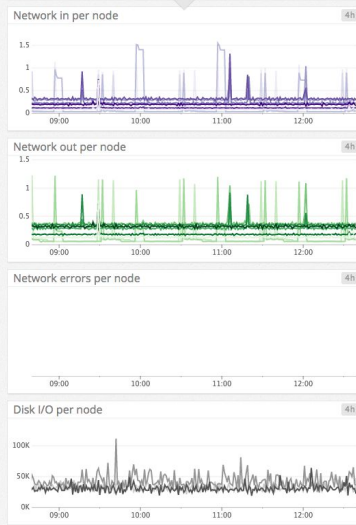 Network in per node 4h
1.5
1
0.5
0
09:00 10:00 11:00 12:00
Network out per node 4h
1.5
1
0.5
0
09:00 10:00 11:00 12:00
Network errors per node 4h
09:00 10:00 11:00 12:00
Disk I/O per node 4h
100K
50K
0K
09:00 10:00 11:00 12:00